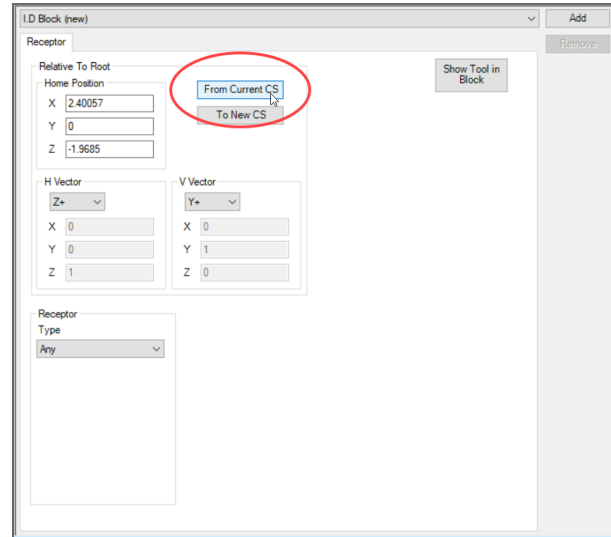 I.D Block (new)
Add
Receptor
Remove
Relative To Root
Home Position
X 2.40057
Y 0
Z -1.9685
From Current CS
To New CS
Show Tool in
Block
H Vector
Z+
X 0
Y 0
Z 1
V Vector
Y+
X 0
Y 1
Z 0
Receptor
Type
Any